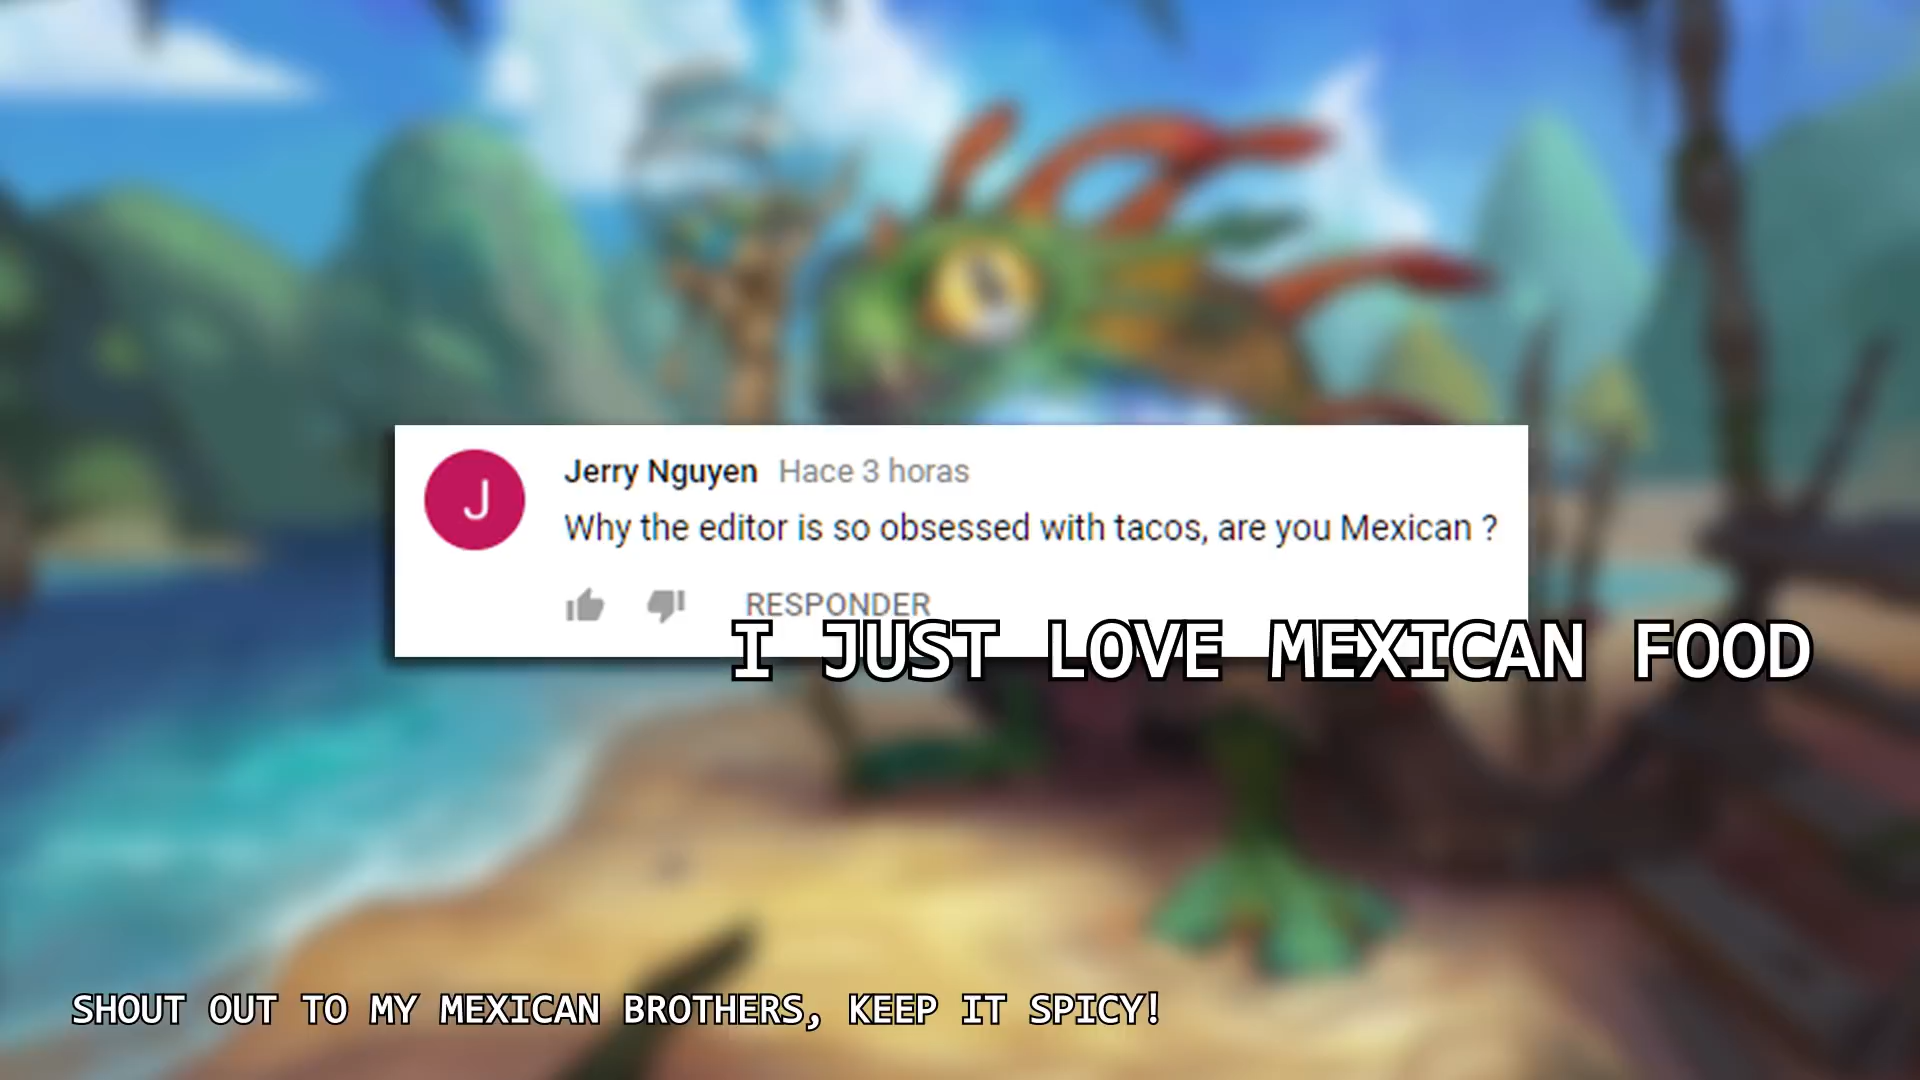 J
Jerry Nguyen Hace 3 horas
Why the editor is so obsessed with tacos, are you Mexican ?
RESPONDER
I JUST LOVE MEXICAN FOOD
SHOUT OUT TO MY MEXICAN BROTHERS, KEEP IT SPICY!